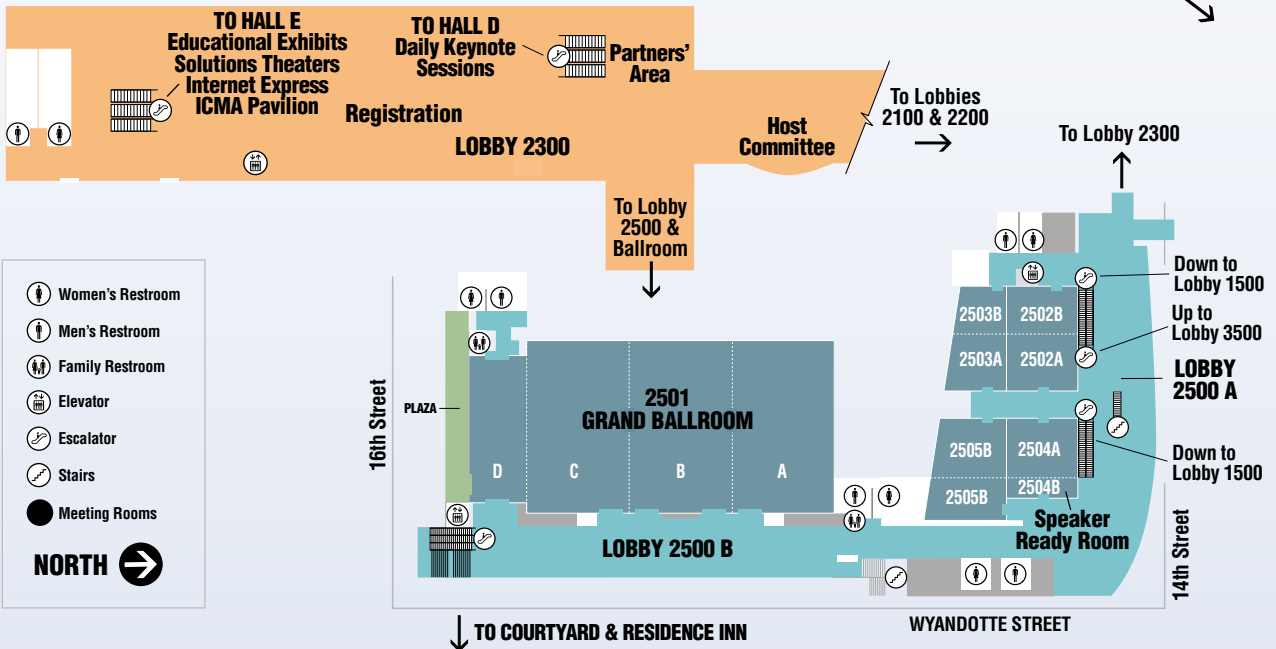 TO HALL E
Educational Exhibits
Solutions Theaters
Internet Express
ICMA Pavilion
TO HALL D
Daily Keynote
Sessions
Partners'
Area
Registration
LOBBY 2300
Host
Committee
To Lobbies
2100 & 2200
To Lobby 2300
To Lobby
2500 &
Ballroom
Women's Restroom
Men's Restroom
Family Restroom
Elevator
Escalator
Stairs
Meeting Rooms
NORTH
16th Street
PLAZA
2501
GRAND BALLROOM
D
C
B
A
LOBBY 2500 B
2503B
2502B
2503A
2502A
2505B
2504A
2505B
2504B
Speaker
Ready Room
Down to
Lobby 1500
Up to
Lobby 3500
LOBBY
2500 A
Down to
Lobby 1500
14th Street
WYANDOTTE STREET
TO COURTYARD & RESIDENCE INN